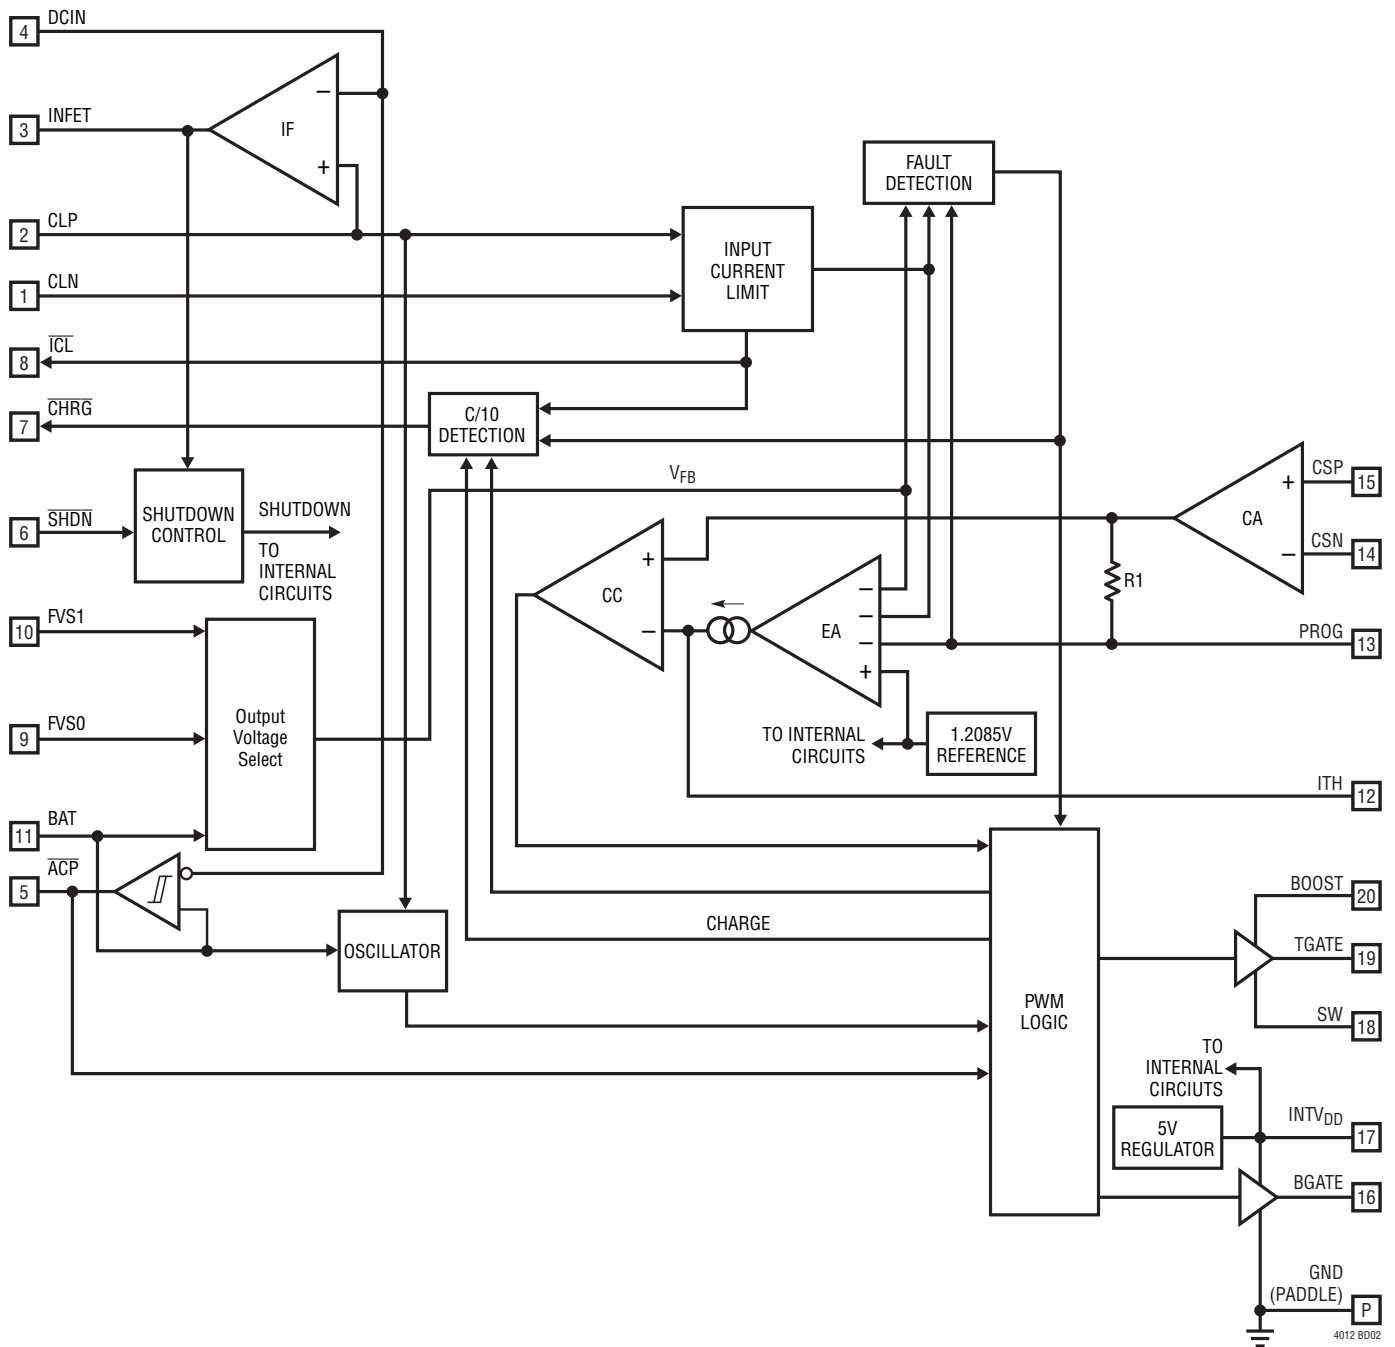 4 DCIN
IF
−
+
3 INFET
2 CLP
1 CLN
8 ICL
7 CHRG
FAULT
DETECTION
INPUT
CURRENT
LIMIT
C/10
DETECTION
VFB
6 SHDN
SHUTDOWN
CONTROL
SHUTDOWN
TO
INTERNAL
CIRCUITS
CC
+
−
EA
−
−
−
+
CA
+
−
CSP 15
CSN 14
R1
PROG 13
10 FVS1
9 FVS0
Output
Voltage
Select
TO INTERNAL
CIRCUITS
1.2085V
REFERENCE
ITH 12
11 BAT
5 ACP
OSCILLATOR
CHARGE
PWM
LOGIC
BOOST 20
TGATE 19
SW 18
TO
INTERNAL
CIRCIUTS
5V
REGULATOR
INTVDD 17
BGATE 16
GND
(PADDLE) P
4012 BD02